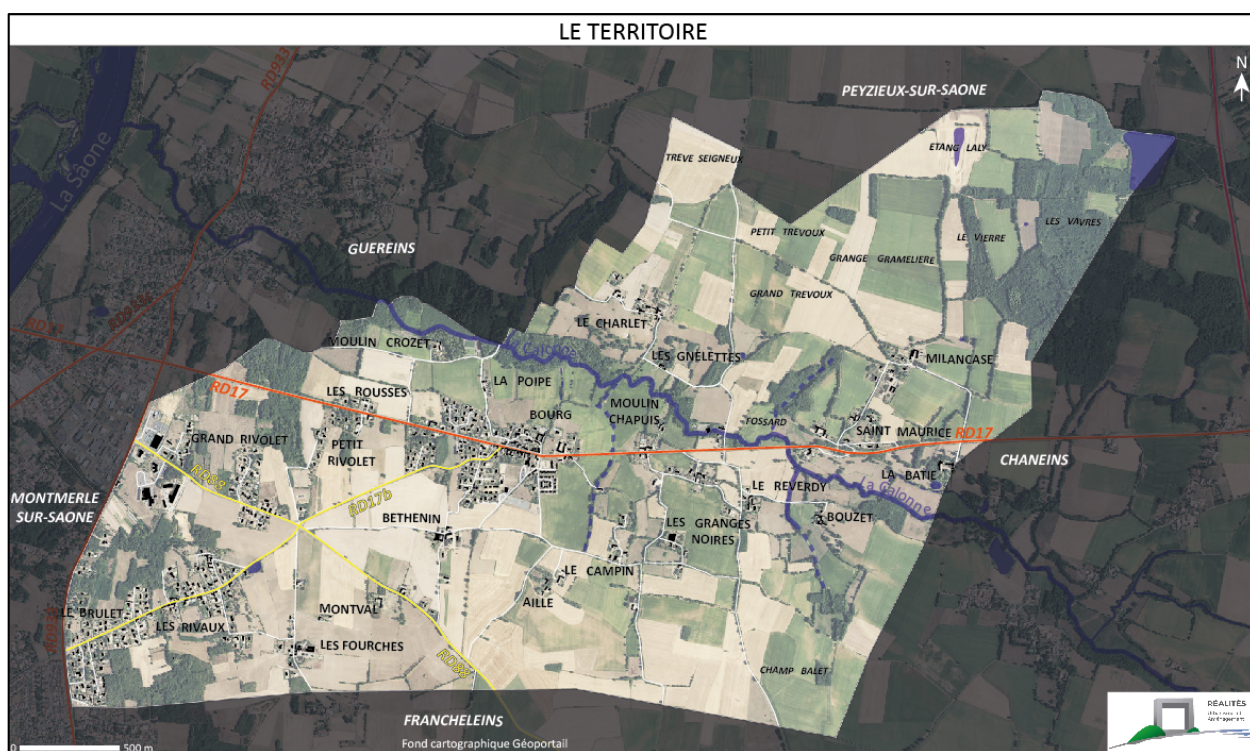 LE TERRITOIRE
N
PEYZIEUX-SUR-SAONE
RD933
La Saône
ETANG LALY
TREVE SEIGNEUX
LES VAVRES
PETIT TREVOUX
LE VIERRE
GUEREINS
GRANGE GRAMELIERE
GRAND TREVOUX
LE CHARLET
MOULIN CROZET
LES GNELETTES
MILANCASE
LA POIPE
RD17
LES ROUSSES
MOULIN
CHAPUIS
BOURG
FOSSARD
SAINT MAURICE
RD17
GRAND RIVOLET
PETIT
RIVOLET
LA BATIE
CHANEINS
RD17b
LE REVERDY
La Calonne
MONTMERLE
SUR-SAONE
BETHENIN
BOUZET
LES GRANGES
NOIRES
LE CAMPIN
AILLE
LE BRULET
MONTVAL
LES RIVAUX
LES FOURCHES
CHAMP BALET
FRANCHELEINS
RÉALITÉS
0
500 m
Fond cartographique Géoportail